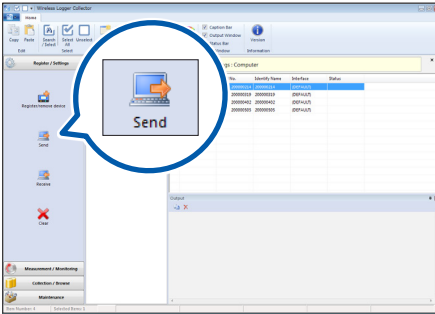 Wireless Logger Collector
Home
Copy Paste Search / Select Select All Unselect
Edit Select
Caption Bar
Output Window
Status Bar
Window
Version
Information
Register / Settings
Register/remove device
Send
Receive
Clear
Measurement / Monitoring
Collection / Browse
Maintenance
Send
gs : Computer
No. Identify Name Interface Status
200000314 200000314 (DEFAULT)
200000319 200000319 (DEFAULT)
200000402 200000402 (DEFAULT)
200000305 200000305 (DEFAULT)
Output
Item Number: 4 Selected Items: 1